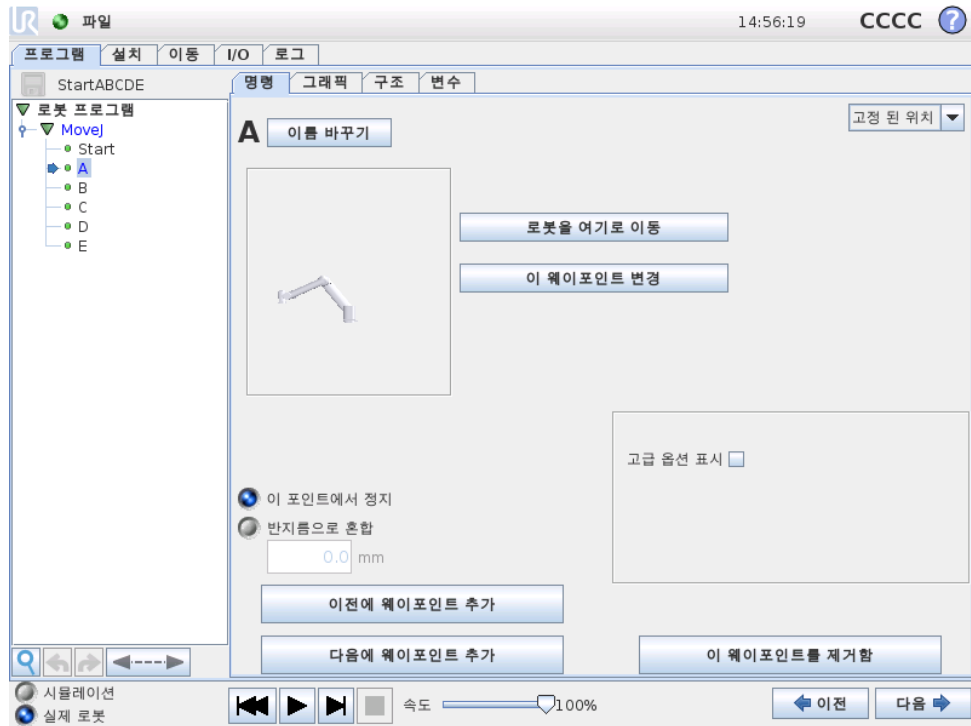 UR 파일 14:56:19 CCCC ?
프로그램 설치 이동 I/O 로그
StartABCDE
명령 그래픽 구조 변수
로봇 프로그램
MoveJ
Start
A
B
C
D
E
A 이름 바꾸기
고정 된 위치
로봇을 여기로 이동
이 웨이포인트 변경
고급 옵션 표시
이 포인트에서 정지
반지름으로 혼합
0.0 mm
이전에 웨이포인트 추가
다음에 웨이포인트 추가
이 웨이포인트를 제거함
시뮬레이션
실제 로봇
속도 100%
이전 다음